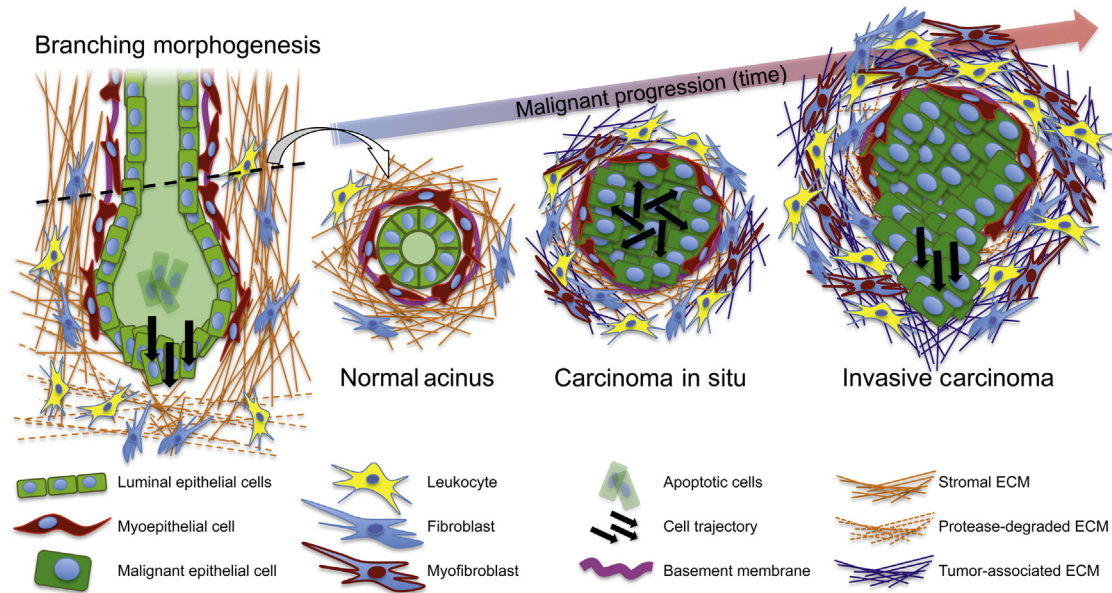 Branching morphogenesis
Malignant progression (time)
Normal acinus
Carcinoma in situ
Invasive carcinoma
Luminal epithelial cells
Leukocyte
Apoptotic cells
Stromal ECM
Myoepithelial cell
Fibroblast
Cell trajectory
Protease-degraded ECM
Malignant epithelial cell
Myofibroblast
Basement membrane
Tumor-associated ECM